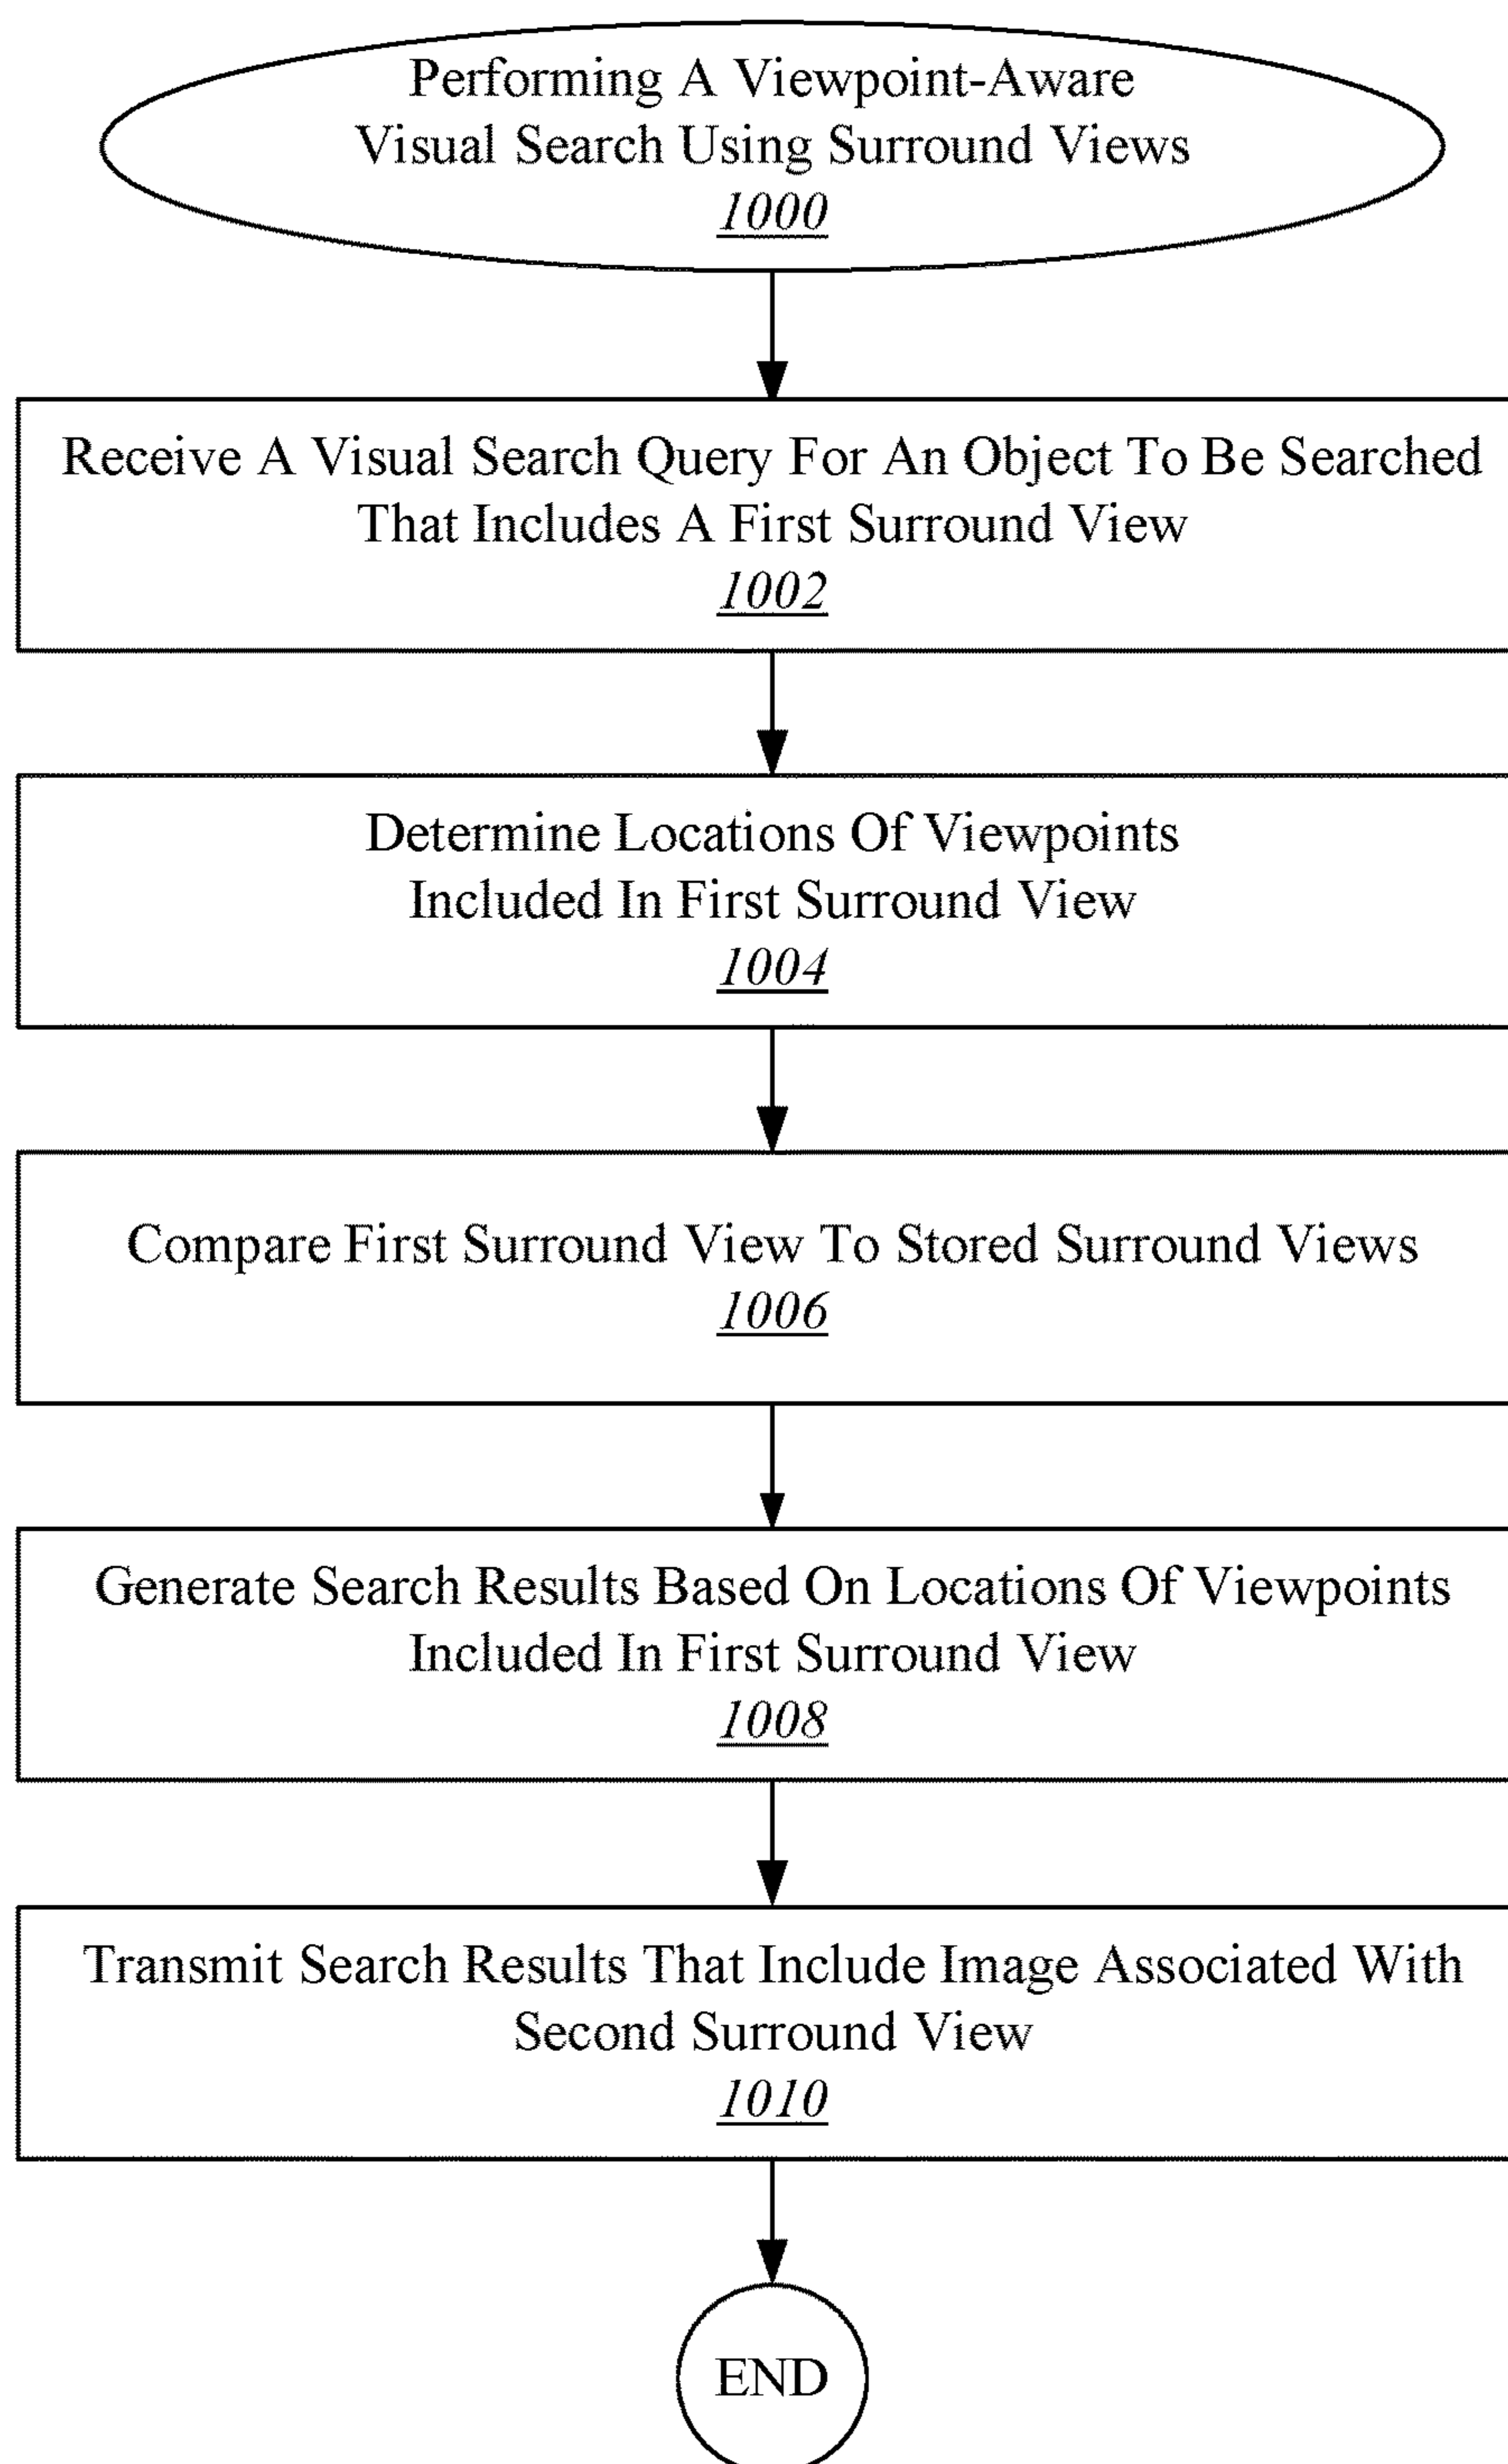 Performing A Viewpoint-Aware
Visual Search Using Surround Views
1000
Receive A Visual Search Query For An Object To Be Searched
That Includes A First Surround View
1002
Determine Locations Of Viewpoints
Included In First Surround View
1004
Compare First Surround View To Stored Surround Views
1006
Generate Search Results Based On Locations Of Viewpoints
Included In First Surround View
1008
Transmit Search Results That Include Image Associated With
Second Surround View
1010
END